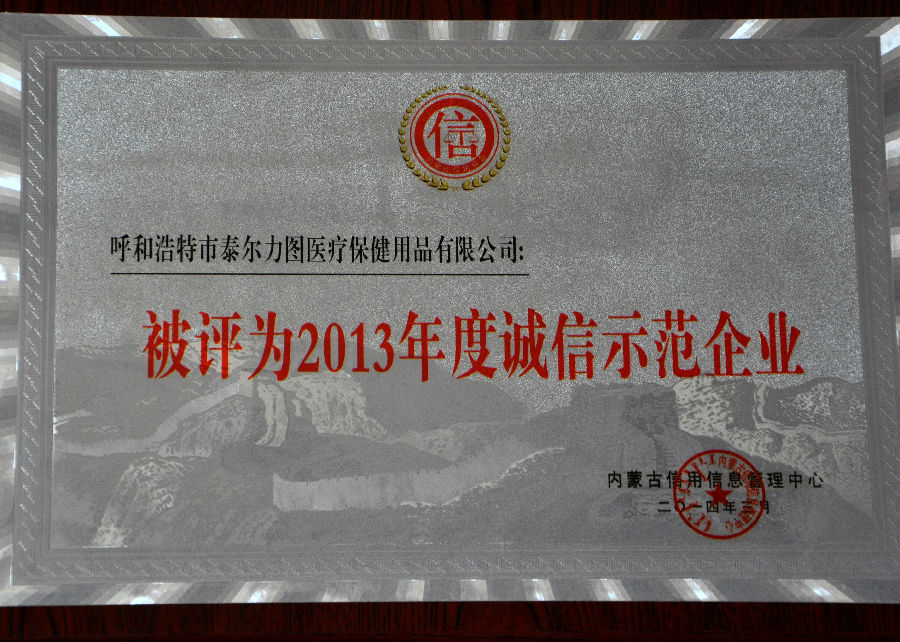 信
呼和浩特市泰尔力图医疗保健用品有限公司:
被评为2013年度诚信示范企业
内蒙古信用信息管理中心
二〇一四年三月